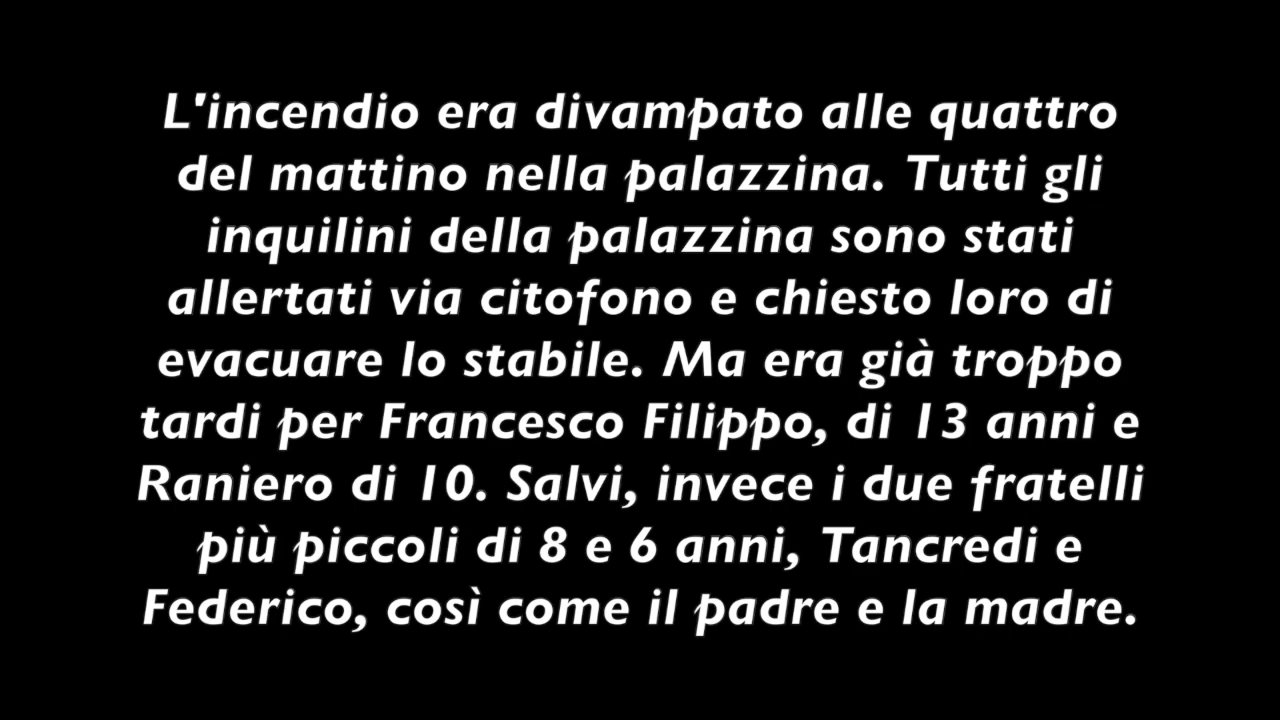 L'incendio era divampato alle quattro
del mattino nella palazzina. Tutti gli
inquilini della palazzina sono stati
allertati via citofono e chiesto loro di
evacuare lo stabile. Ma era già troppo
tardi per Francesco Filippo, di 13 anni e
Raniero di 10. Salvi, invece i due fratelli
più piccoli di 8 e 6 anni, Tancredi e
Federico, così come il padre e la madre.